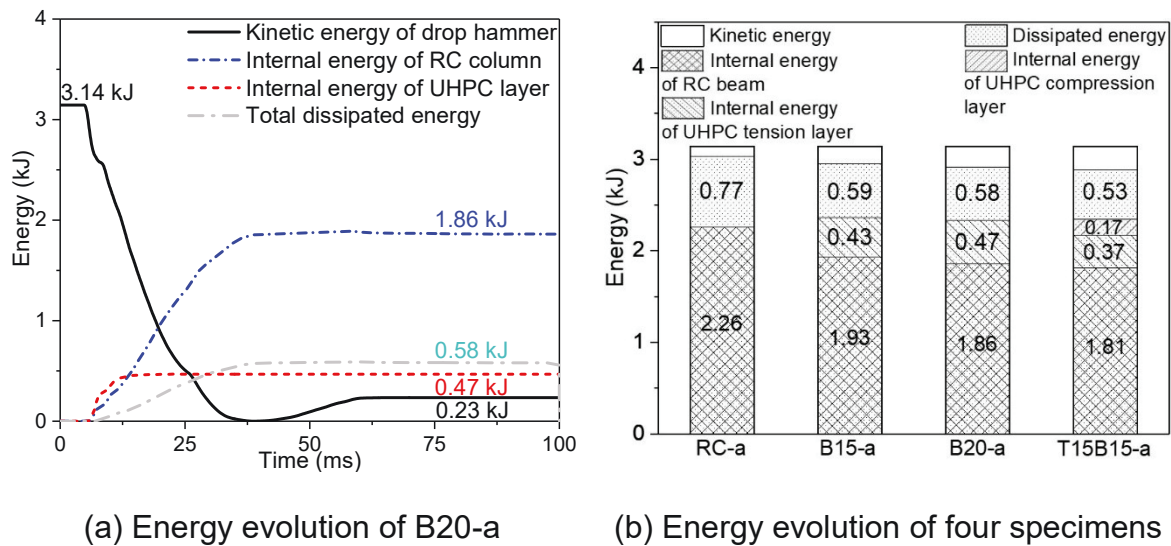 4
3
2
1
0
Energy (kJ)
Kinetic energy of drop hammer
Internal energy of RC column
Internal energy of UHPC layer
Total dissipated energy
3.14 kJ
1.86 kJ
0.58 kJ
0.47 kJ
0.23 kJ
0 25 50 75 100
Time (ms)
(a) Energy evolution of B20-a
Kinetic energy
Internal energy
of RC beam
Internal energy
of UHPC tension layer
Dissipated energy
Internal energy
of UHPC compression
layer
4
3
2
1
0
Energy (kJ)
0.77
2.26
0.59
0.43
1.93
0.58
0.47
1.86
0.53
0.17
0.37
1.81
RC-a B15-a B20-a T15B15-a
(b) Energy evolution of four specimens